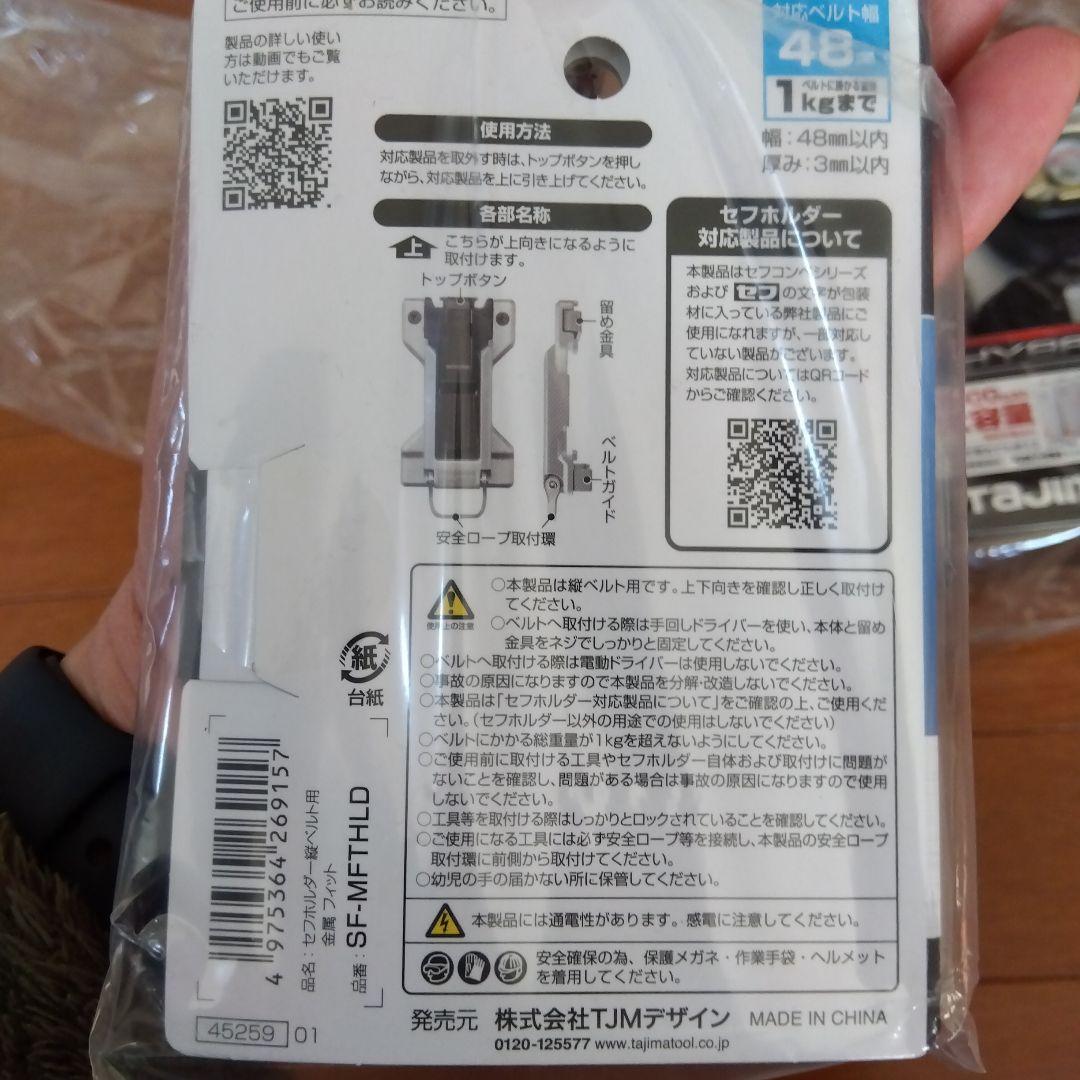 ご使用前に必ずお読みください。
製品の詳しい使い
方は動画でもご覧
いただけます。
対応ベルト幅
48
ベルトに掛かる
1kgまで
幅：48mm以内
厚み：3mm以内
使用方法
対応製品を取外す時は、トップボタンを押し
ながら、対応製品を上に引き上げてください。
各部名称
上
こちらが上向きになるように
取付けます。
トップボタン
留め金具
ベルトガイド
安全ロープ取付環
セフホルダー
対応製品について
本製品はセフコンベシリーズ
および セフ の文字が包装
材に入っている弊社製品にご
使用になれますが、一部対応し
ていない製品がございます。
対応製品についてはQRコード
からご確認ください。
使用上の注意
○本製品は縦ベルト用です。上下向きを確認し正しく取付け
てください。
○ベルトへ取付ける際は手回しドライバーを使い、本体と留め
金具をネジでしっかりと固定してください。
○ベルトへ取付ける際は電動ドライバーは使用しないでください。
○事故の原因になりますので本製品を分解・改造しないでください。
○本製品は「セフホルダー対応製品について」をご確認の上、ご使用くだ
さい。（セフホルダー以外の用途での使用はしないでください）
○ベルトにかかる総重量が1kgを超えないようにしてください。
○ご使用前に取付ける工具やセフホルダー自体および取付けに問題が
ないことを確認し、問題がある場合は事故の原因になりますので使用
しないでください。
○工具等を取付ける際はしっかりとロックされていることを確認してください。
○ご使用になる工具には必ず安全ロープ等を接続し、本製品の安全ロープ
取付環に前側から取付けてください。
○幼児の手の届かない所に保管してください。
本製品には通電性があります。感電に注意してください。
安全確保の為、保護メガネ・作業手袋・ヘルメット
を着用してください。
紙
台紙
4 975364 269157
品名：セフホルダー縦ベルト用
金属 フィット
品番：SF-MFTHLD
45259 01
発売元 株式会社TJMデザイン MADE IN CHINA
0120-125577 www.tajimatool.co.jp
TAJIM